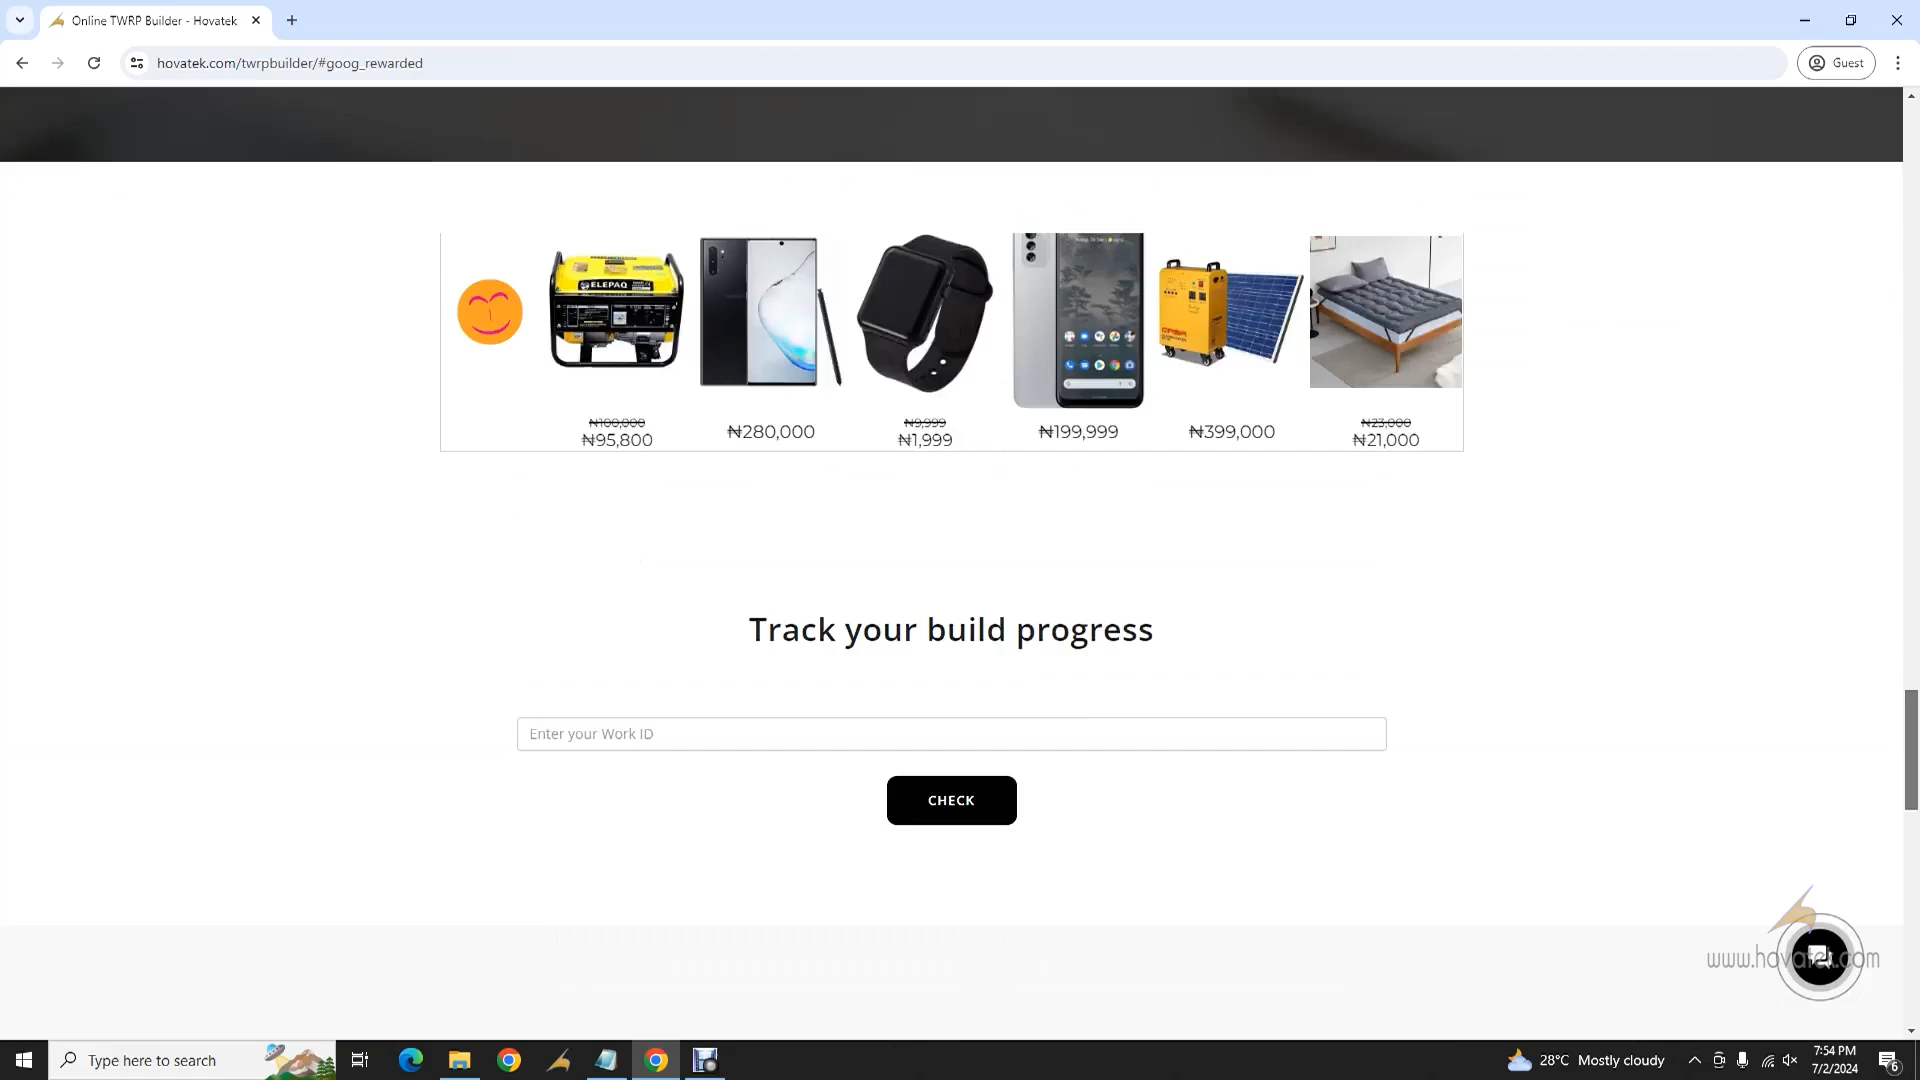 Online TWRP Builder - Hovatek
hovatek.com/twrpbuilder/#goog_rewarded
Guest
ELEPAQ
₦100,000
₦95,800
₦280,000
₦9,999
₦1,999
₦199,999
₦399,000
₦23,000
₦21,000
Track your build progress
Enter your Work ID
CHECK
www.hovatek.com
Type here to search
28°C Mostly cloudy
7:54 PM
7/2/2024
6